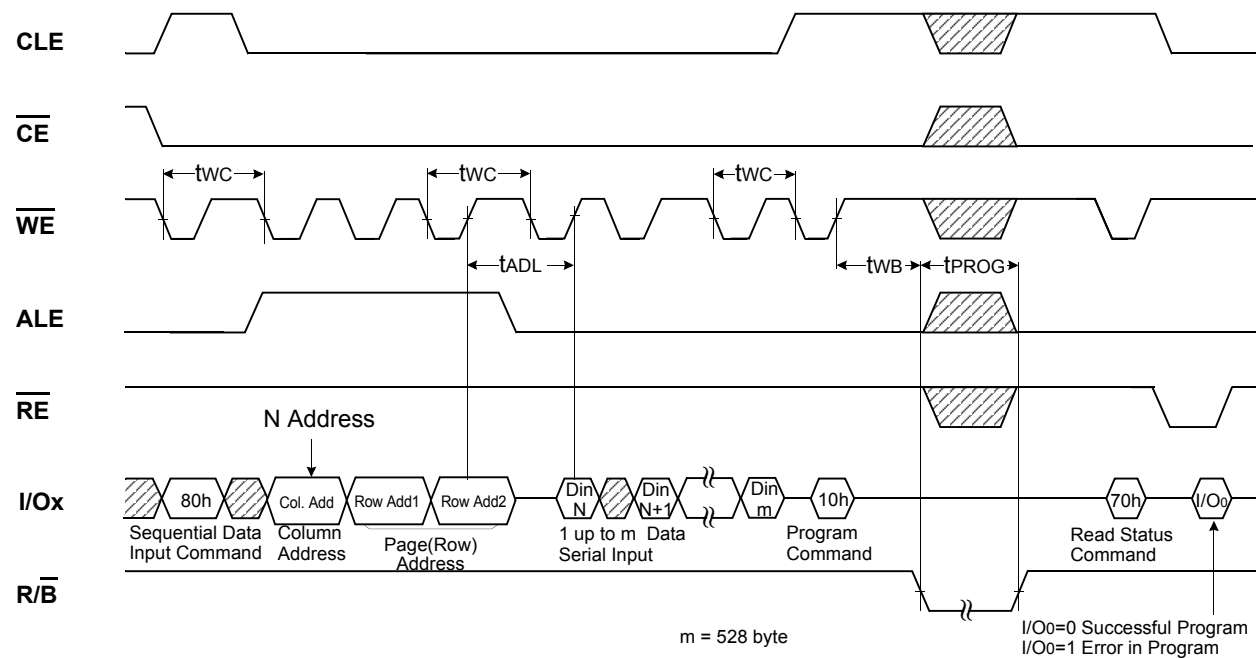 CLE
CE
tWC
tWC
tWC
WE
tADL
tWB
tPROG
ALE
RE
N Address
I/Ox
80h
Col. Add
Row Add1
Row Add2
Din
N
Din
N+1
Din
m
10h
70h
I/O0
Sequential Data
Input Command
Column
Address
Page(Row)
Address
1 up to m Data
Serial Input
Program
Command
Read Status
Command
R/B
m = 528 byte
I/O0=0 Successful Program
I/O0=1 Error in Program